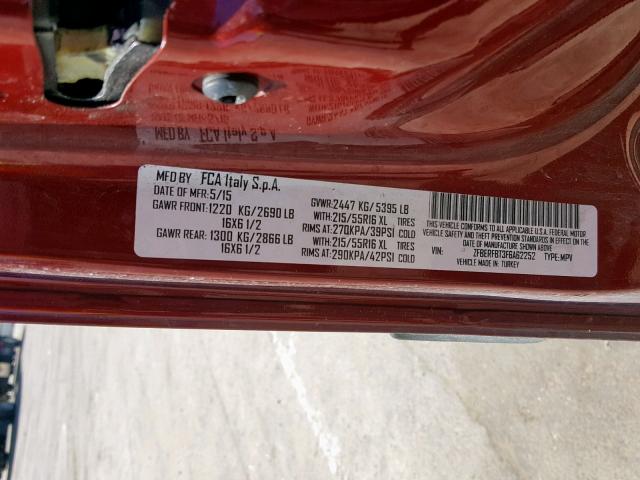 MFD BY FCA Italy S.p.A.
DATE OF MFR:5/15
GAWR FRONT:1220 KG/2690 LB
16X6 1/2
GAWR REAR: 1300 KG/2866 LB
16X6 1/2
GVWR:2447 KG/5395 LB
WITH:215/55R16 XL TIRES
RIMS AT:270KPA/39PSI COLD
WITH:215/55R16 XL TIRES
RIMS AT:290KPA/42PSI COLD
THIS VEHICLE CONFORMS TO ALL APPLICABLE U.S.A. FEDERAL MOTOR
VEHICLE SAFETY, BUMPER, AND THEFT PREVENTION STANDARDS IN EFFECT
ON THE DATE OF MANUFACTURE SHOWN ABOVE.
VIN: ZFBERFBT3F6A62252 TYPE: MPV
VEHICLE MADE IN: TURKEY